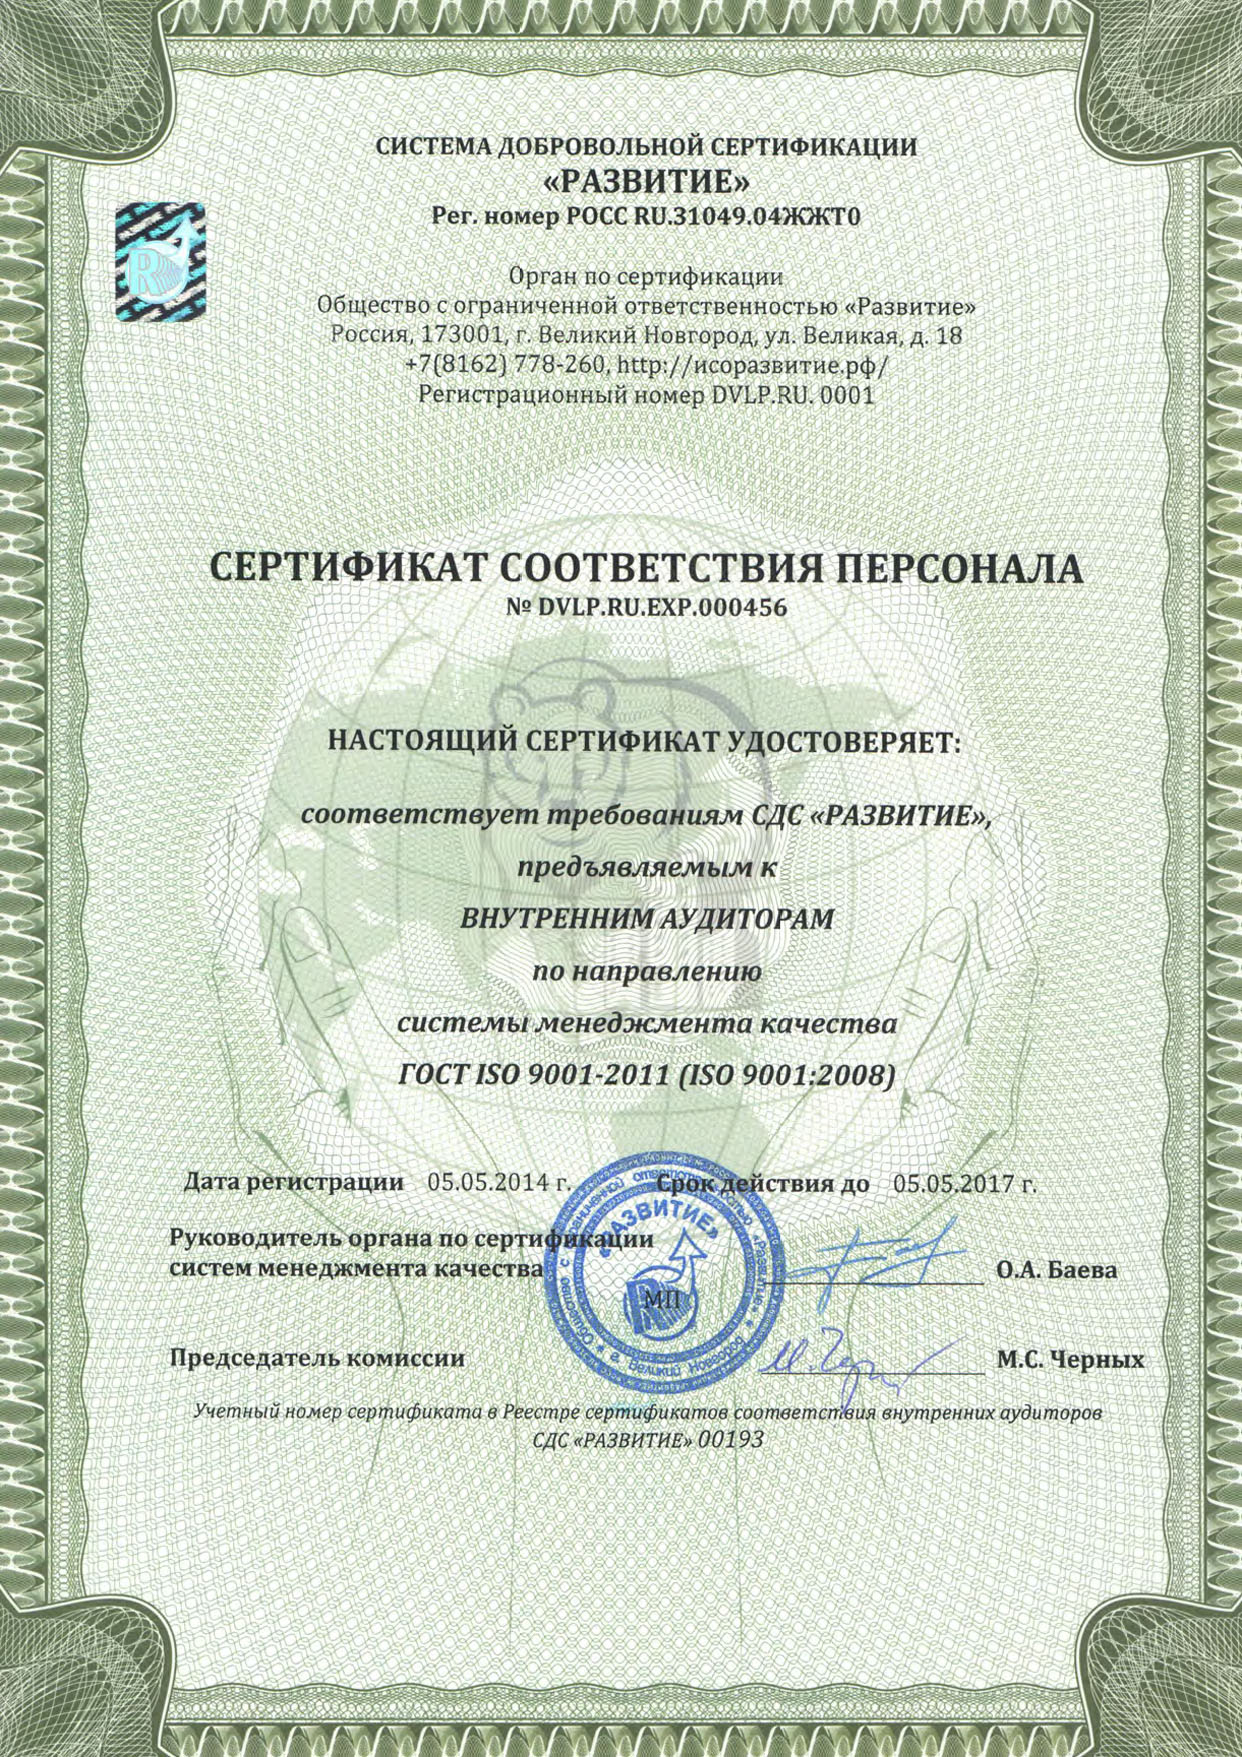 СИСТЕМА ДОБРОВОЛЬНОЙ СЕРТИФИКАЦИИ
«РАЗВИТИЕ»
Рег. номер РОСС RU.31049.04ЖЖТ0
Орган по сертификации
Общество с ограниченной ответственностью «Развитие»
Россия, 173001, г. Великий Новгород, ул. Великая, д. 18
+7(8162) 778-260, http://исоразвитие.рф/
Регистрационный номер DVLP.RU. 0001
СЕРТИФИКАТ СООТВЕТСТВИЯ ПЕРСОНАЛА
№ DVLP.RU.EXP.000456
НАСТОЯЩИЙ СЕРТИФИКАТ УДОСТОВЕРЯЕТ:
соответствует требованиям СДС «РАЗВИТИЕ»,
предъявляемым к
ВНУТРЕННИМ АУДИТОРАМ
по направлению
системы менеджмента качества
ГОСТ ISO 9001-2011 (ISO 9001:2008)
Дата регистрации 05.05.2014 г. Срок действия до 05.05.2017 г.
Руководитель органа по сертификации
систем менеджмента качества О.А. Баева
«РАЗВИТИЕ»
Общество с ограниченной ответственностью «Развитие» * г. Великий Новгород *
МП
Председатель комиссии М.С. Черных
Учетный номер сертификата в Реестре сертификатов соответствия внутренних аудиторов
СДС «РАЗВИТИЕ» 00193